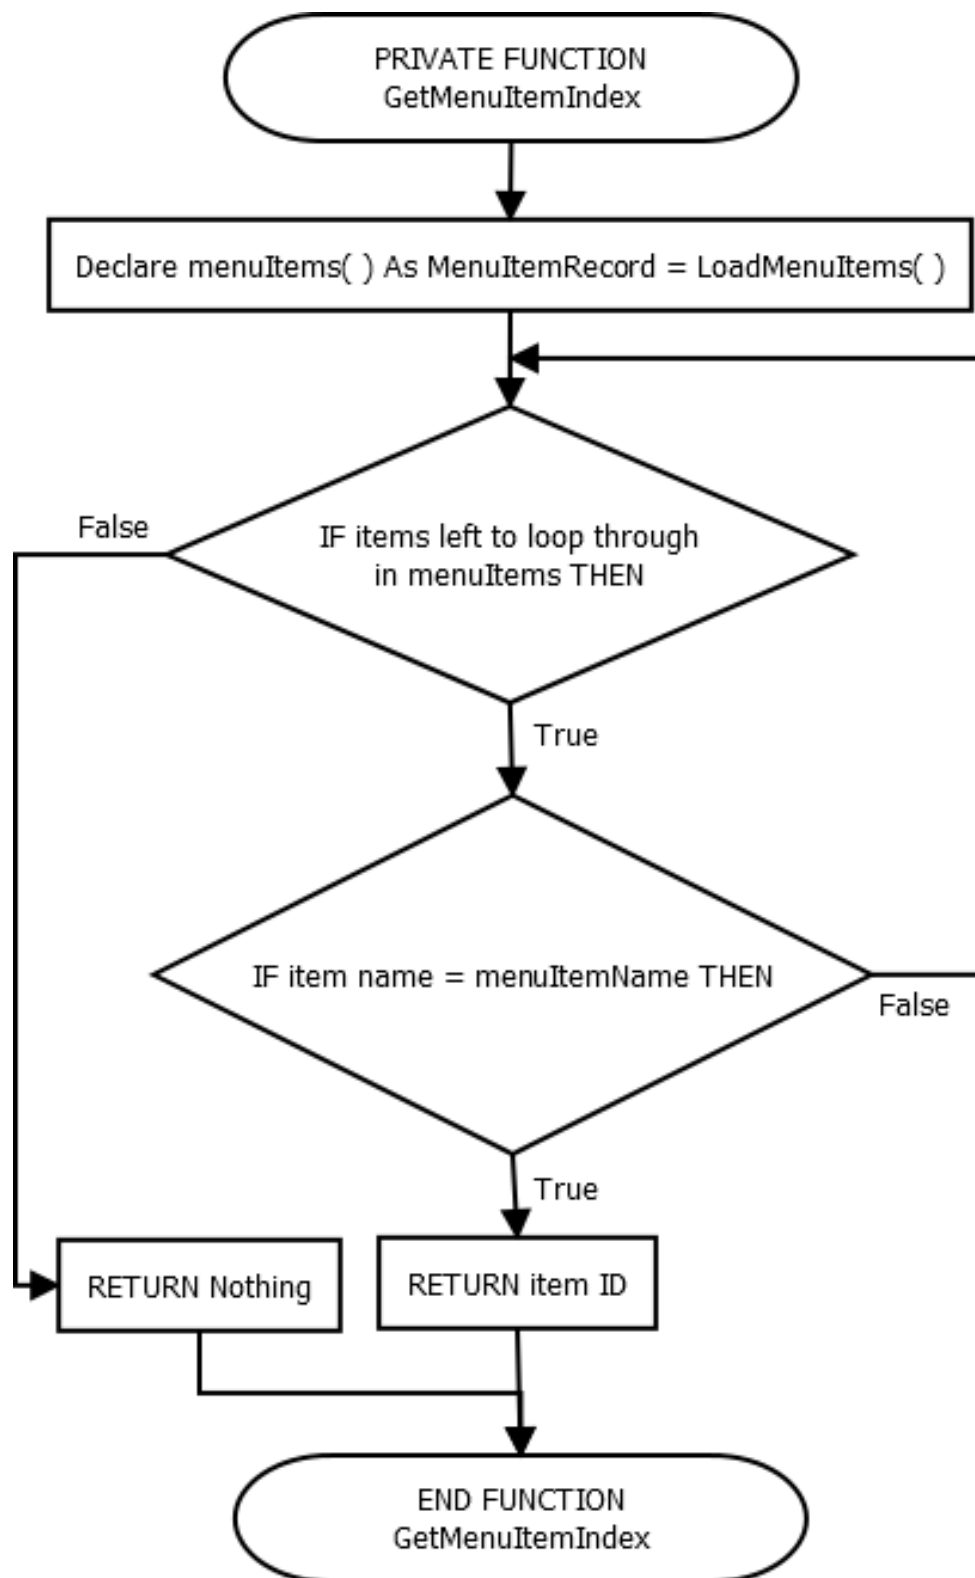 PRIVATE FUNCTION
GetMenuItemIndex
Declare menuItems( ) As MenuItemRecord = LoadMenuItems( )
False
IF items left to loop through
in menuItems THEN
True
IF item name = menuItemName THEN
False
True
RETURN Nothing
RETURN item ID
END FUNCTION
GetMenuItemIndex